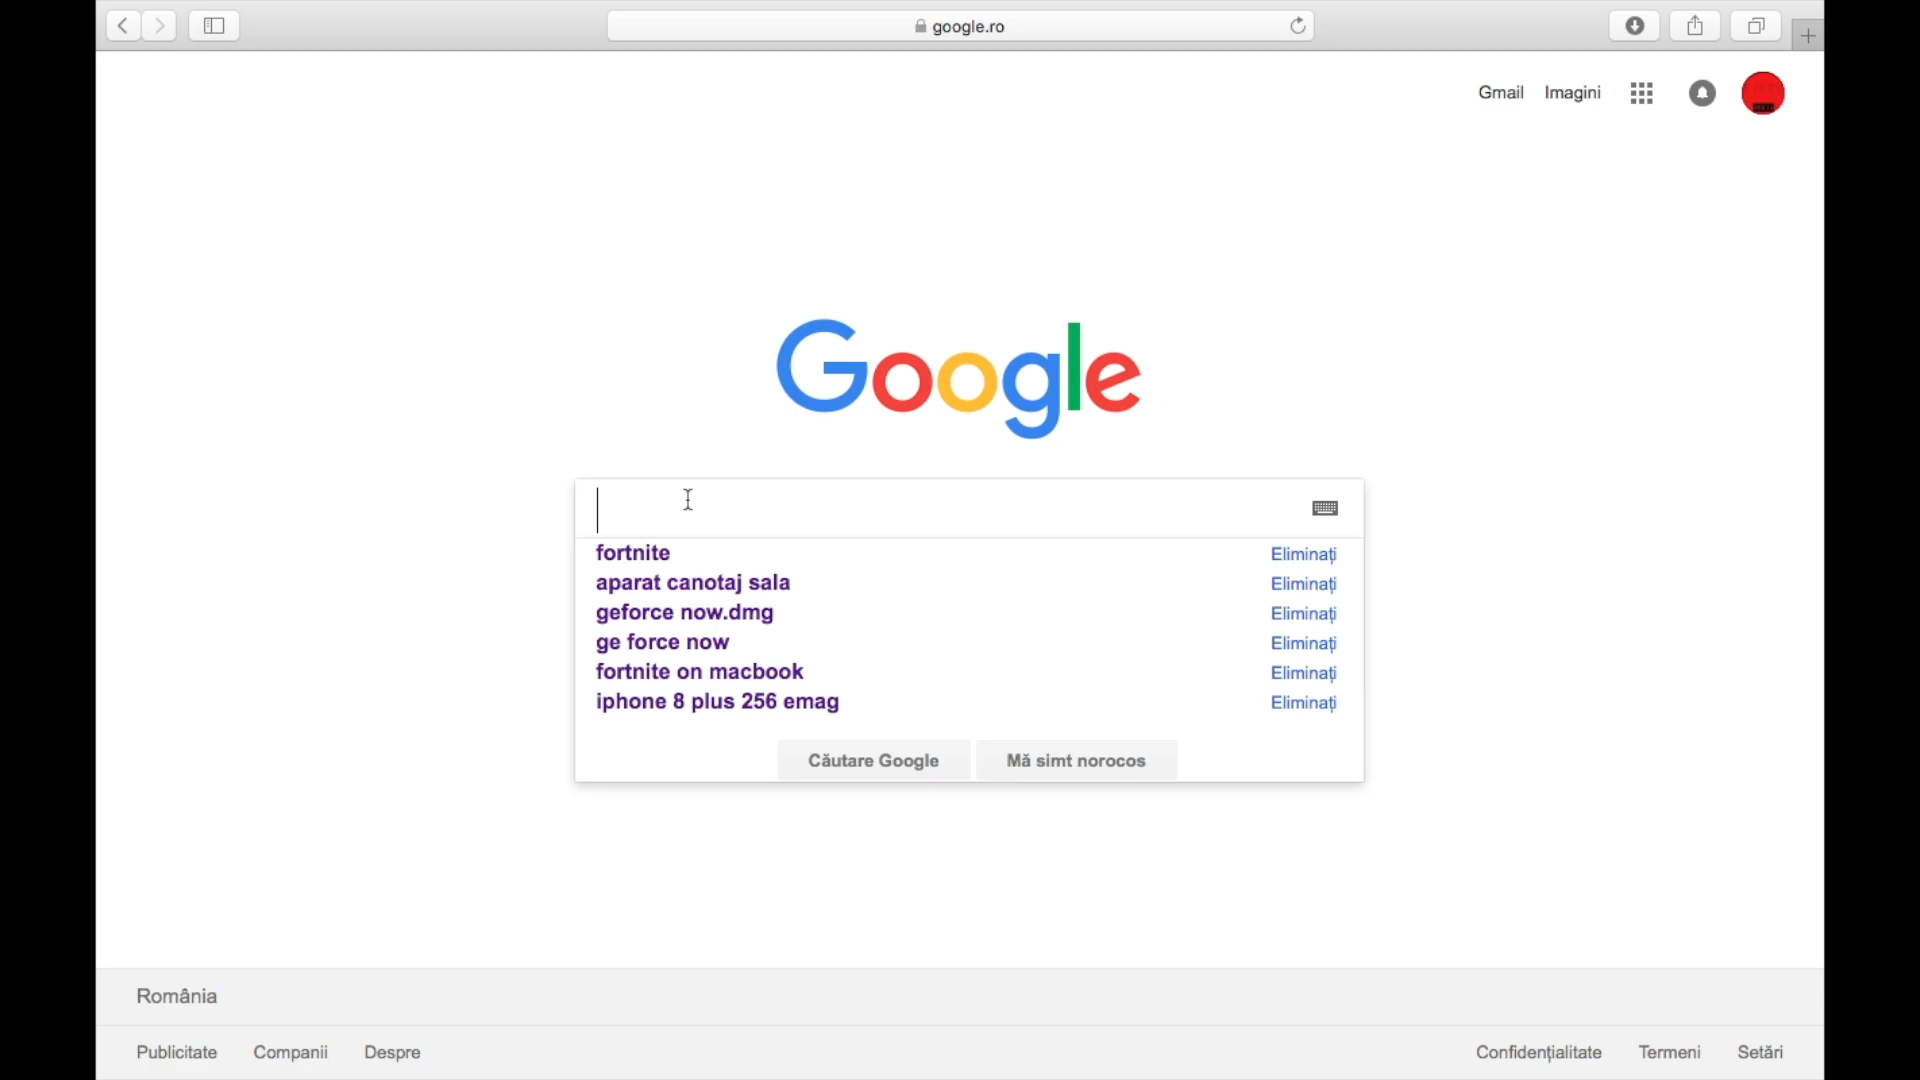 google.ro
Gmail Imagini
Google
fortnite Eliminați
aparat canotaj sala Eliminați
geforce now.dmg Eliminați
ge force now Eliminați
fortnite on macbook Eliminați
iphone 8 plus 256 emag Eliminați
Căutare Google Mă simt norocos
România
Publicitate Companii Despre Confidențialitate Termeni Setări